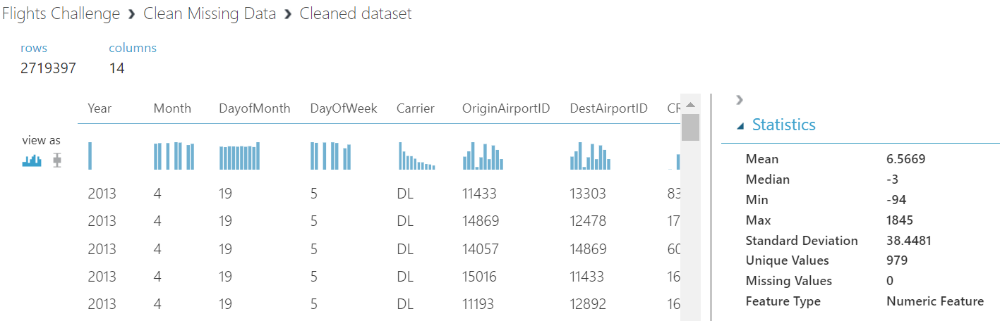 Flights Challenge › Clean Missing Data › Cleaned dataset
rows columns
2719397 14
Year Month DayofMonth DayOfWeek Carrier OriginAirportID DestAirportID CR
view as
2013 4 19 5 DL 11433 13303 83
2013 4 19 5 DL 14869 12478 17
2013 4 19 5 DL 14057 14869 60
2013 4 19 5 DL 15016 11433 16
2013 4 19 5 DL 11193 12892 16
Statistics
Mean 6.5669
Median -3
Min -94
Max 1845
Standard Deviation 38.4481
Unique Values 979
Missing Values 0
Feature Type Numeric Feature